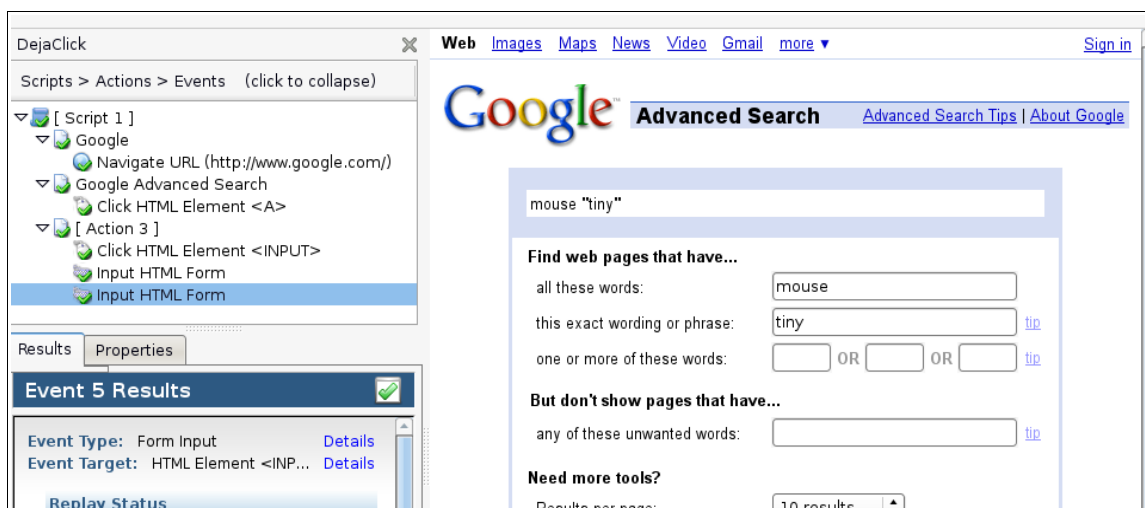 DejaClick
Scripts > Actions > Events (click to collapse)
[ Script 1 ]
Google
Navigate URL (http://www.google.com/)
Google Advanced Search
Click HTML Element <A>
[ Action 3 ]
Click HTML Element <INPUT>
Input HTML Form
Input HTML Form
Results Properties
Event 5 Results
Event Type: Form Input Details
Event Target: HTML Element <INP... Details
Replay Status
Web Images Maps News Video Gmail more ▼ Sign in
Google™ Advanced Search Advanced Search Tips | About Google
mouse "tiny"
Find web pages that have...
all these words: mouse
this exact wording or phrase: tiny tip
one or more of these words: OR OR tip
But don't show pages that have...
any of these unwanted words: tip
Need more tools?
Results per page: 10 results